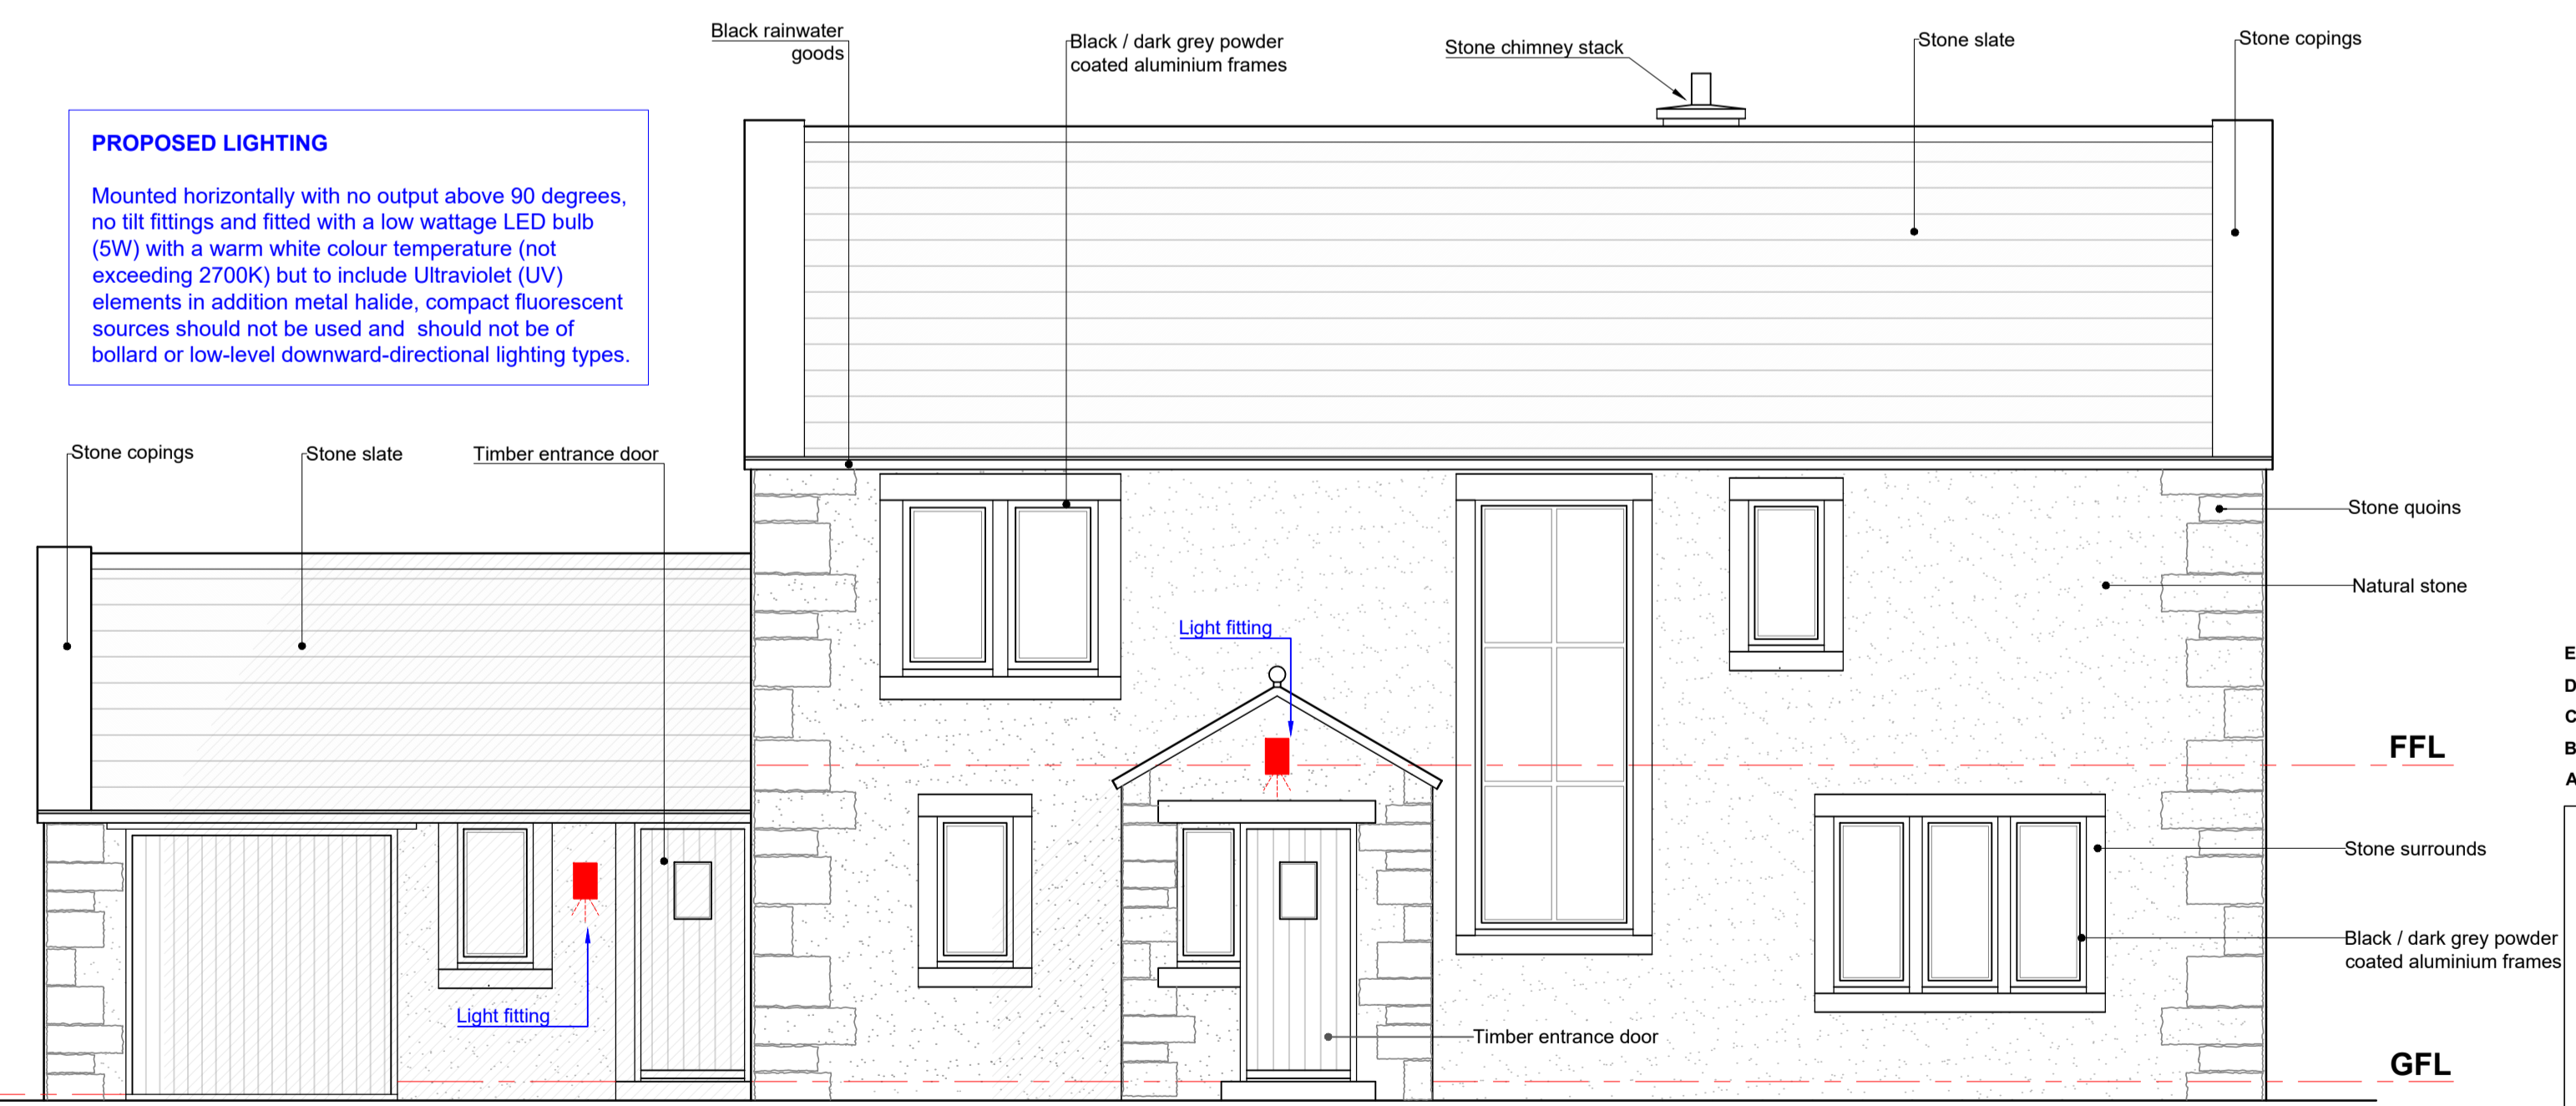 Black rainwater
goods
Black / dark grey powder
coated aluminium frames
Stone chimney stack
Stone slate
Stone copings
PROPOSED LIGHTING
Mounted horizontally with no output above 90 degrees,
no tilt fittings and fitted with a low wattage LED bulb
(5W) with a warm white colour temperature (not
exceeding 2700K) but to include Ultraviolet (UV)
elements in addition metal halide, compact fluorescent
sources should not be used and  should not be of
bollard or low-level downward-directional lighting types.
Stone copings
Stone slate
Timber entrance door
Stone quoins
Natural stone
Light fitting
E
D
C
B
A
FFL
Stone surrounds
Black / dark grey powder
coated aluminium frames
Light fitting
Timber entrance door
GFL